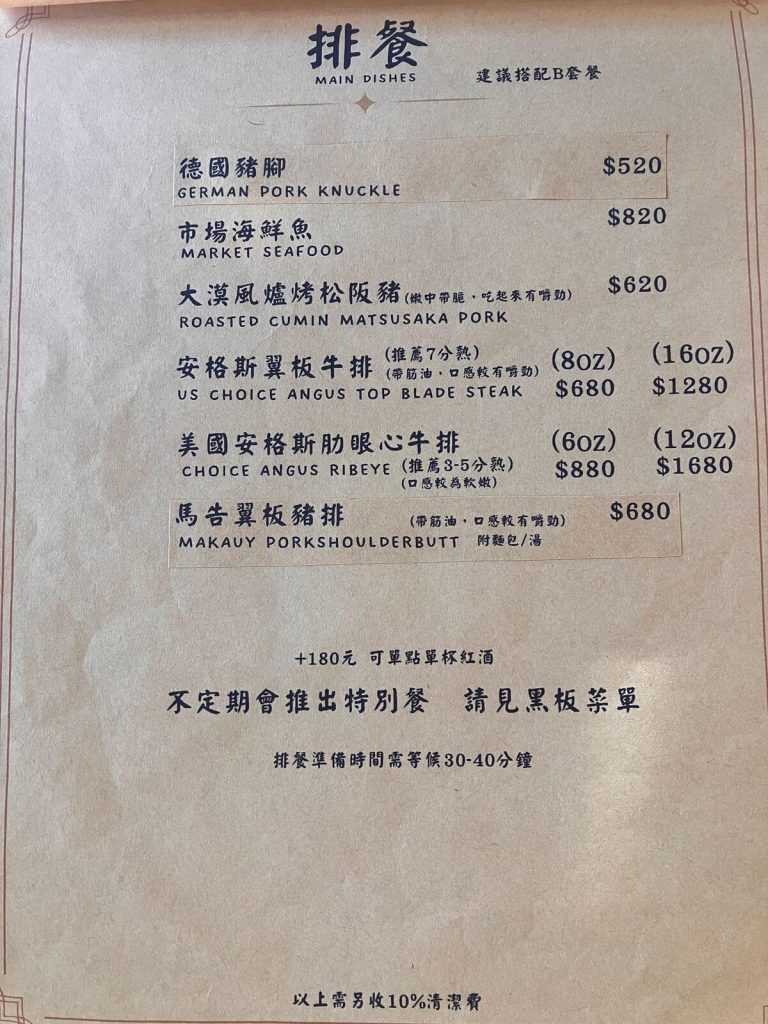 排餐
MAIN DISHES
建議搭配B套餐
德國豬腳 $520
GERMAN PORK KNUCKLE
市場海鮮魚 $820
MARKET SEAFOOD
大漠風爐烤松阪豬(嫩中帶脆，吃起來有嚼勁) $620
ROASTED CUMIN MATSUSAKA PORK
安格斯翼板牛排 (推薦7分熟) (8OZ) (16OZ)
(帶筋油，口感較有嚼勁)
US CHOICE ANGUS TOP BLADE STEAK $680 $1280
美國安格斯肋眼心牛排 (6OZ) (12OZ)
CHOICE ANGUS RIBEYE (推薦3-5分熟) $880 $1680
(口感較為軟嫩)
馬告翼板豬排 (帶筋油，口感較有嚼勁) $680
MAKAUY PORKSHOULDERBUTT 附麵包/湯
+180元 可單點單杯紅酒
不定期會推出特別餐 請見黑板菜單
排餐準備時間需等候30-40分鐘
以上需另收10%清潔費